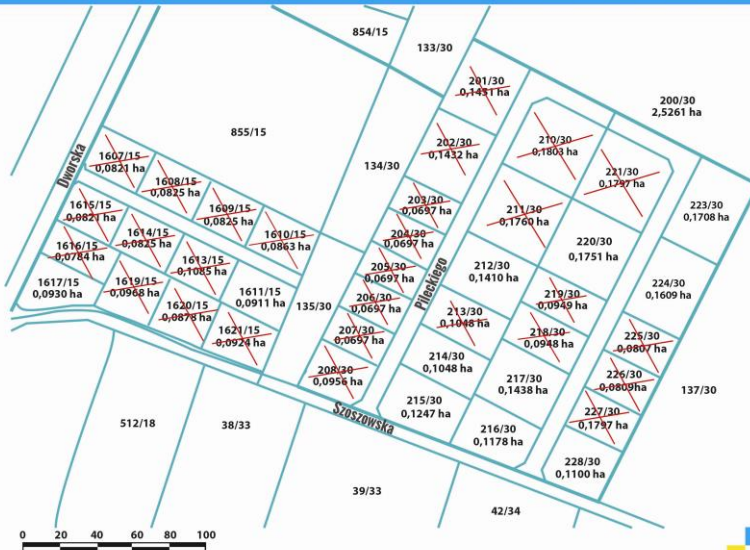 854/15
133/30
201/30
0,1431 ha
200/30
2,5261 ha
855/15
202/30
0,1432 ha
210/30
0,1803 ha
1607/15
0,0821 ha
134/30
221/30
0,1797 ha
1608/15
0,0825 ha
Dworska
203/30
0,0697 ha
223/30
0,1708 ha
1615/15
0,0821 ha
1609/15
0,0825 ha
211/30
0,1760 ha
1614/15
0,0825 ha
1610/15
0,0863 ha
204/30
0,0697 ha
220/30
0,1751 ha
1616/15
0,0784 ha
1613/15
0,1085 ha
205/30
0,0697 ha
212/30
0,1410 ha
1617/15
0,0930 ha
1619/15
0,0968 ha
1611/15
0,0911 ha
Pileckiego
224/30
0,1609 ha
206/30
0,0697 ha
219/30
0,0949 ha
135/30
1620/15
0,0878 ha
213/30
0,1048 ha
1621/15
0,0924 ha
207/30
0,0697 ha
218/30
0,0948 ha
225/30
0,0807 ha
214/30
0,1048 ha
208/30
0,0956 ha
226/30
0,0809ha
217/30
0,1438 ha
137/30
215/30
0,1247 ha
227/30
0,1797 ha
Szoszowska
512/18
38/33
216/30
0,1178 ha
228/30
0,1100 ha
39/33
42/34
0 20 40 60 80 100